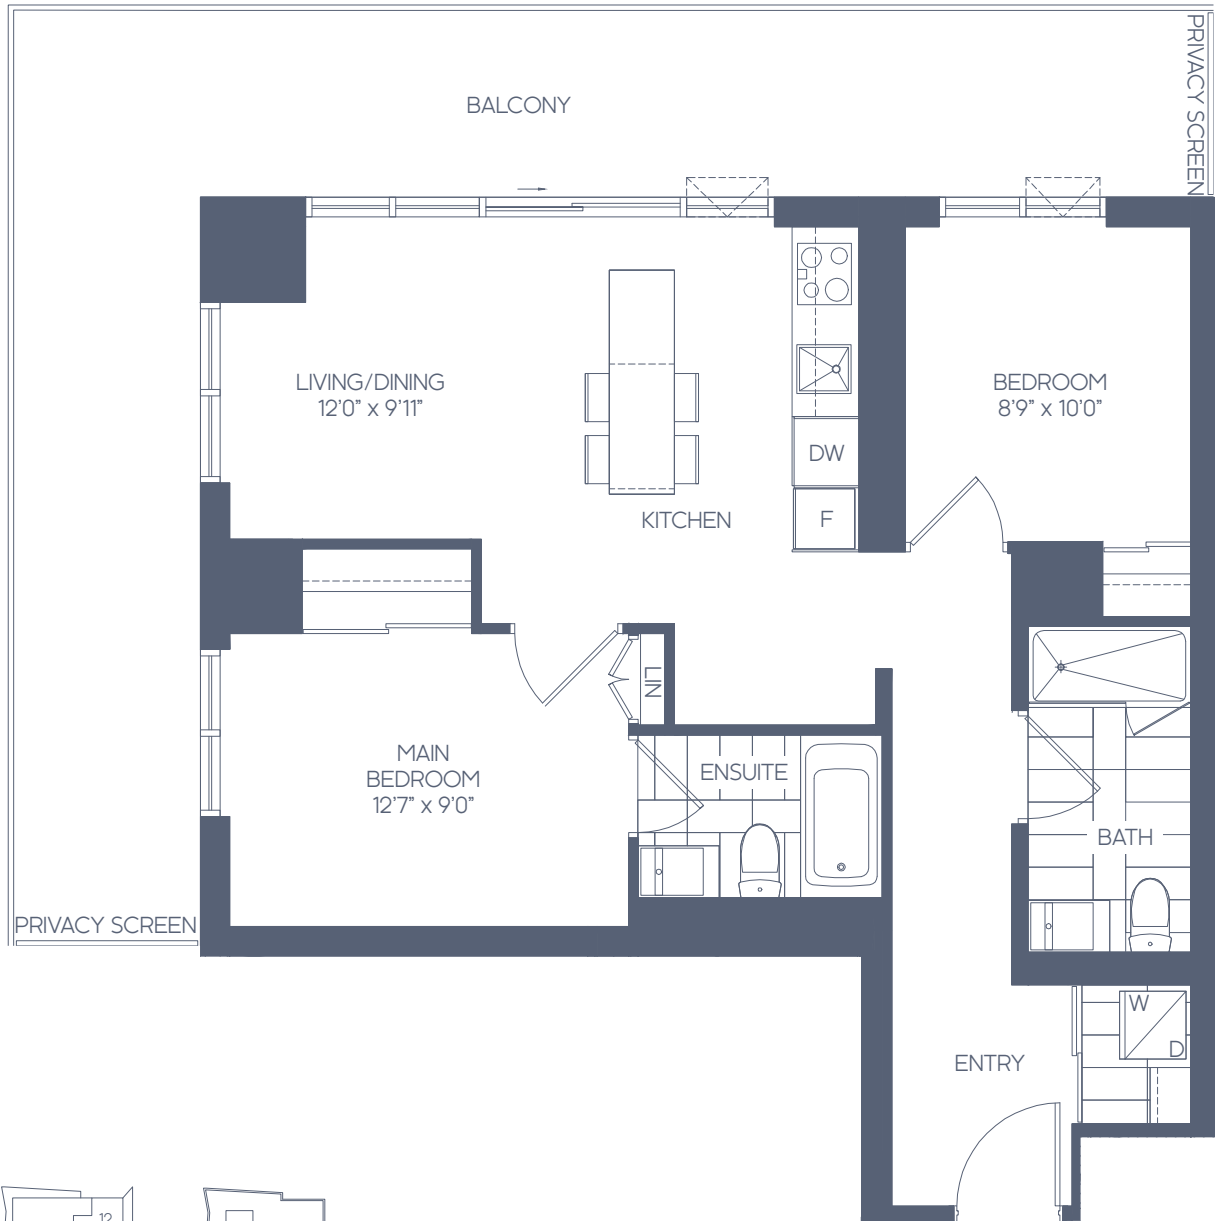 BALCONY
PRIVACY SCREEN
LIVING/DINING
12'0" x 9'11"
BEDROOM
8'9" x 10'0"
DW
F
KITCHEN
LIN
MAIN
BEDROOM
12'7" x 9'0"
ENSUITE
BATH
PRIVACY SCREEN
W
D
ENTRY
12